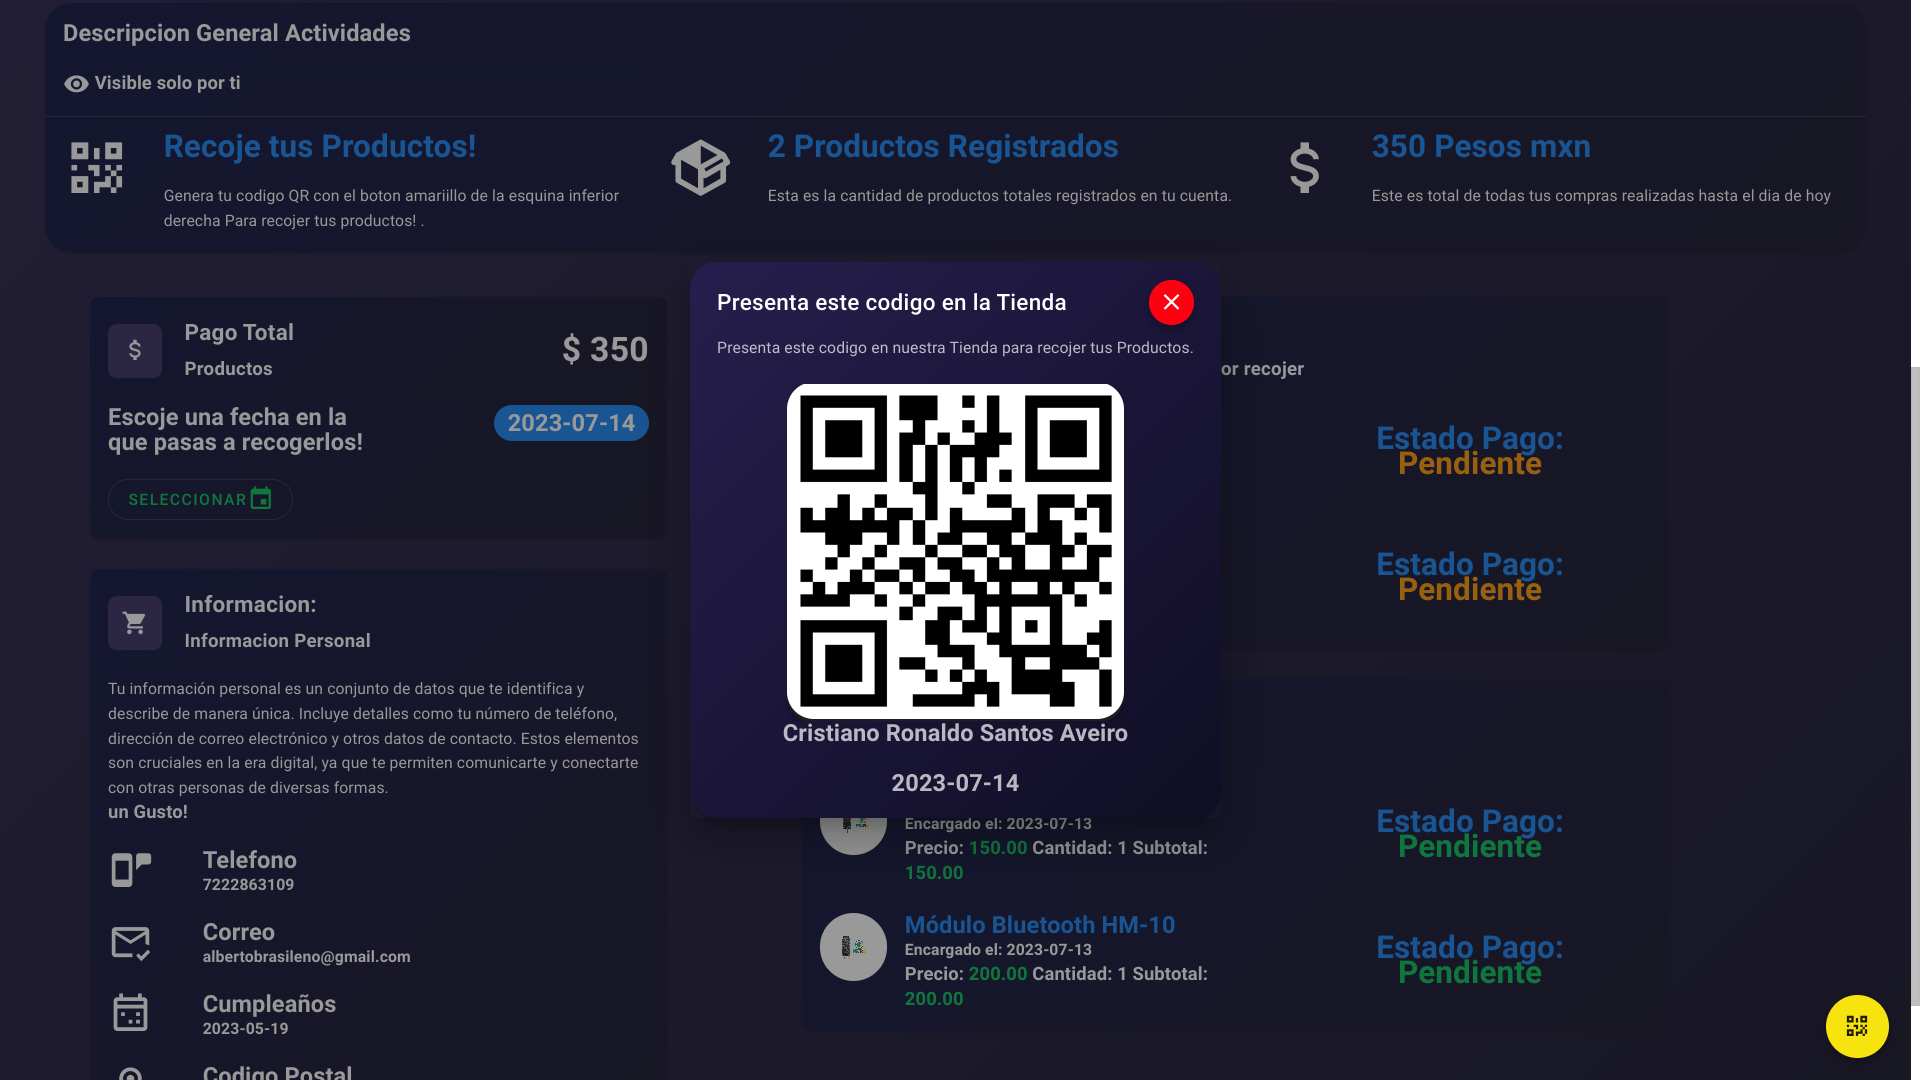 Descripcion General Actividades
Visible solo por ti
Recoje tus Productos!
Genera tu codigo QR con el boton amariillo de la esquina inferior
derecha Para recojer tus productos! .
2 Productos Registrados
Esta es la cantidad de productos totales registrados en tu cuenta.
350 Pesos mxn
Este es total de todas tus compras realizadas hasta el dia de hoy
Pago Total
Productos
$ 350
Escoje una fecha en la
que pasas a recogerlos!
2023-07-14
SELECCIONAR
Informacion:
Informacion Personal
Tu información personal es un conjunto de datos que te identifica y
describe de manera única. Incluye detalles como tu número de teléfono,
dirección de correo electrónico y otros datos de contacto. Estos elementos
son cruciales en la era digital, ya que te permiten comunicarte y conectarte
con otras personas de diversas formas.
un Gusto!
Telefono
7222863109
Correo
albertobrasileno@gmail.com
Cumpleaños
2023-05-19
Codigo Postal
Presenta este codigo en la Tienda
Presenta este codigo en nuestra Tienda para recojer tus Productos.
Cristiano Ronaldo Santos Aveiro
2023-07-14
or recojer
Estado Pago:
Pendiente
Estado Pago:
Pendiente
Encargado el: 2023-07-13
Precio: 150.00 Cantidad: 1 Subtotal:
150.00
Estado Pago:
Pendiente
Módulo Bluetooth HM-10
Encargado el: 2023-07-13
Precio: 200.00 Cantidad: 1 Subtotal:
200.00
Estado Pago:
Pendiente